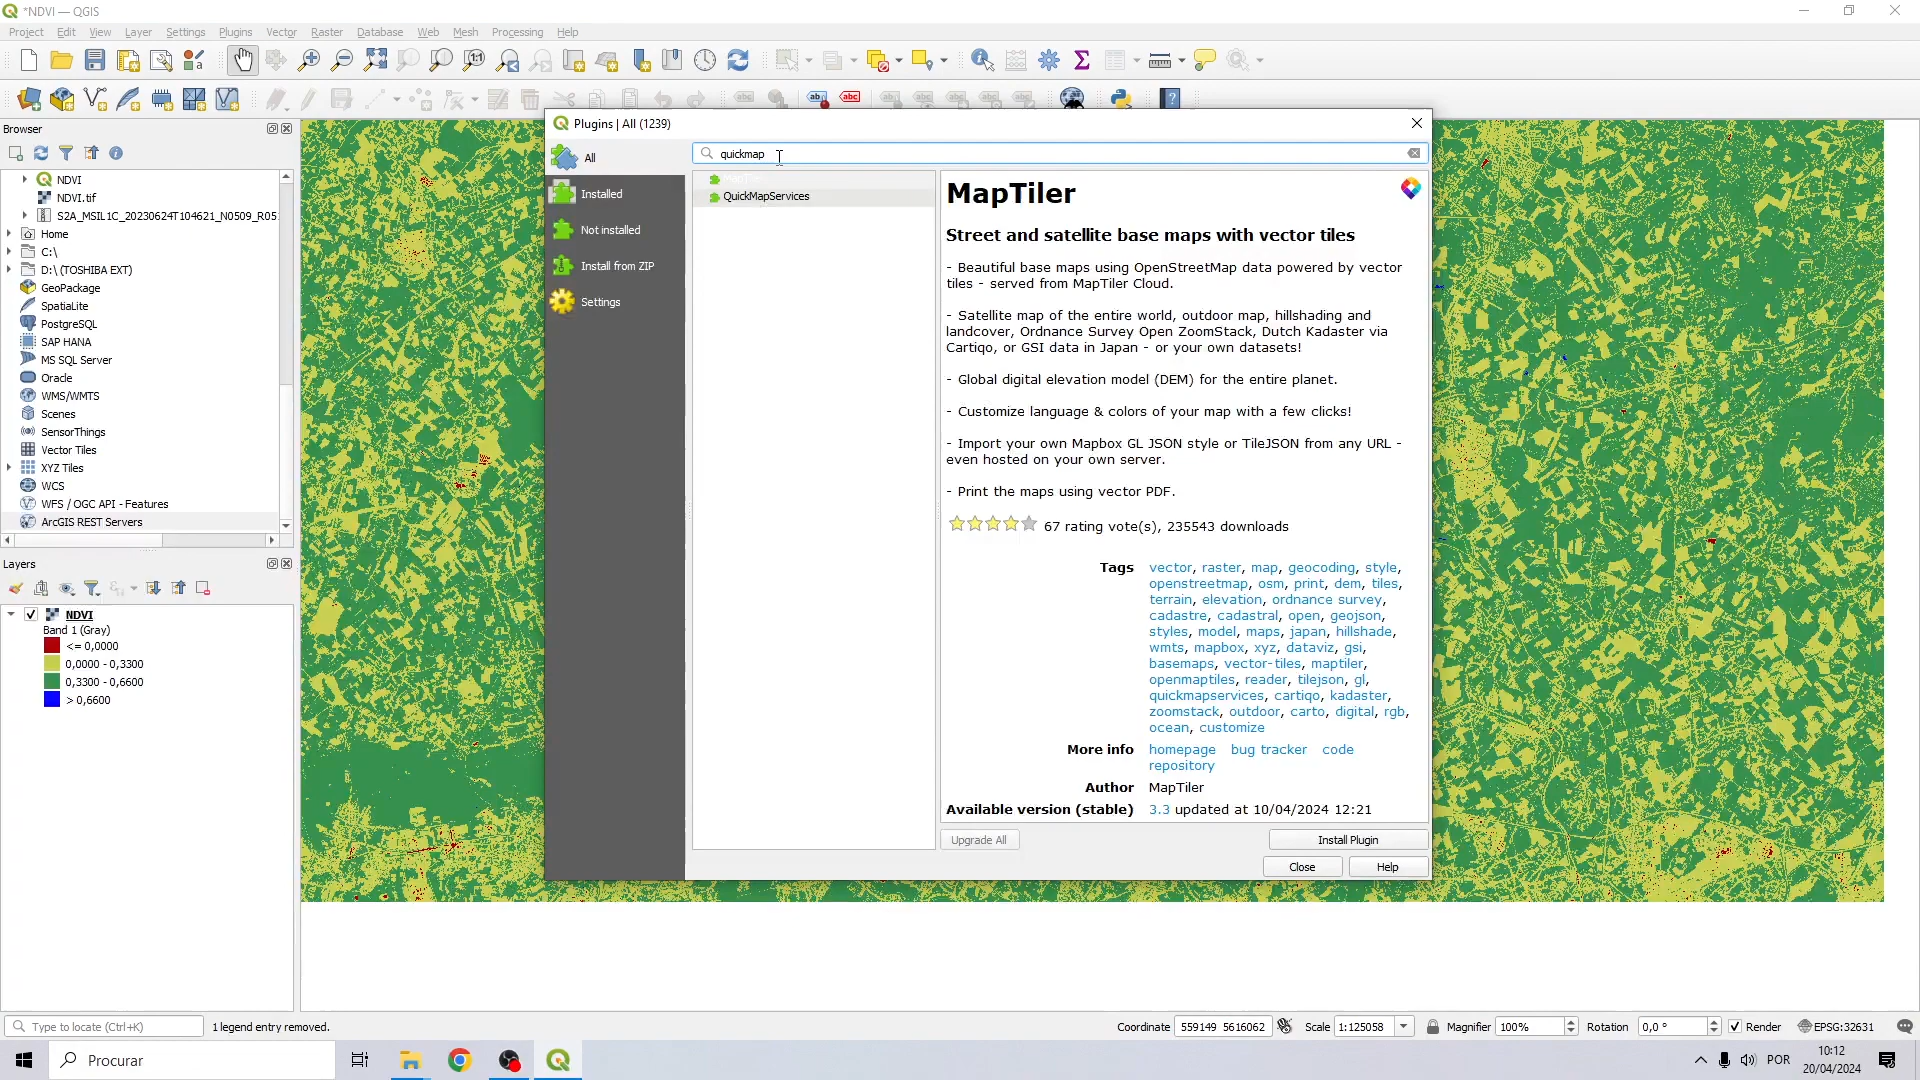 *NDVI — QGIS
Project Edit View Layer Settings Plugins Vector Raster Database Web Mesh Processing Help
Browser
NDVI
NDVI.tif
S2A_MSIL1C_20230624T104621_N0509_R05
Home
C:\
D:\ (TOSHIBA EXT)
GeoPackage
SpatiaLite
PostgreSQL
SAP HANA
MS SQL Server
Oracle
WMS/WMTS
Scenes
SensorThings
Vector Tiles
XYZ Tiles
WCS
WFS / OGC API - Features
ArcGIS REST Servers
Layers
NDVI
Band 1 (Gray)
<= 0,0000
0,0000 - 0,3300
0,3300 - 0,6600
> 0,6600
Plugins | All (1239)
All
Installed
Not installed
Install from ZIP
Settings
quickmap
QuickMapServices
MapTiler
Street and satellite base maps with vector tiles
- Beautiful base maps using OpenStreetMap data powered by vector
tiles - served from MapTiler Cloud.
- Satellite map of the entire world, outdoor map, hillshading and
landcover, Ordnance Survey Open ZoomStack, Dutch Kadaster via
Cartiqo, or GSI data in Japan - or your own datasets!
- Global digital elevation model (DEM) for the entire planet.
- Customize language & colors of your map with a few clicks!
- Import your own Mapbox GL JSON style or TileJSON from any URL -
even hosted on your own server.
- Print the maps using vector PDF.
67 rating vote(s), 235543 downloads
Tags vector, raster, map, geocoding, style,
openstreetmap, osm, print, dem, tiles,
terrain, elevation, ordnance survey,
cadastre, cadastral, open, geojson,
styles, model, maps, japan, hillshade,
wmts, mapbox, xyz, dataviz, gsi,
basemaps, vector-tiles, maptiler,
openmaptiles, reader, tilejson, gl,
quickmapservices, cartiqo, kadaster,
zoomstack, outdoor, carto, digital, rgb,
ocean, customize
More info homepage bug tracker code
repository
Author MapTiler
Available version (stable) 3.3 updated at 10/04/2024 12:21
Upgrade All Install Plugin
Close Help
Type to locate (Ctrl+K) 1 legend entry removed. Coordinate 559149 5616062 Scale 1:125058 Magnifier 100% Rotation 0,0 ° Render EPSG:32631
Procurar POR 10:12
20/04/2024